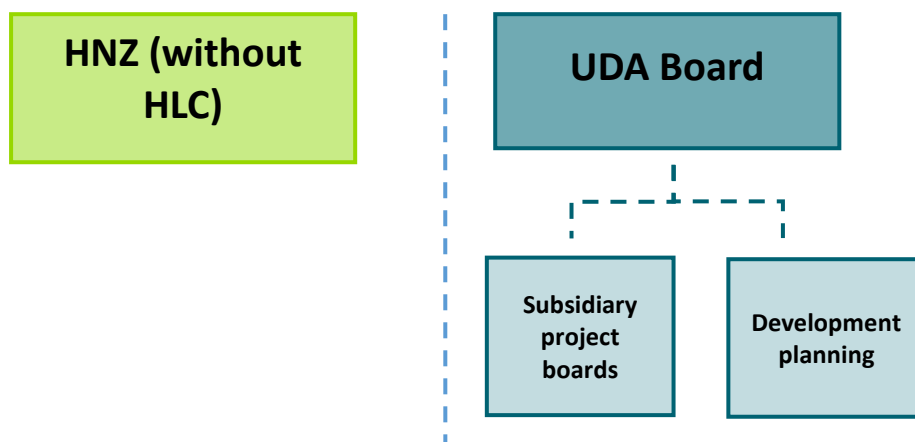 HNZ (without
HLC)
UDA Board
Subsidiary
project
boards
Development
planning